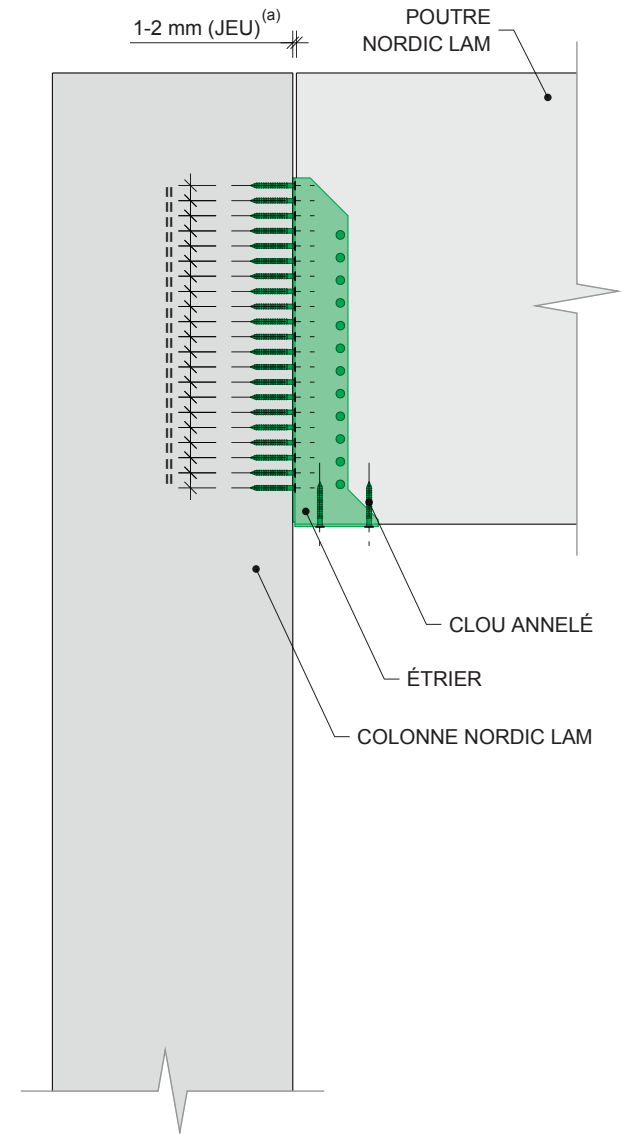 1-2 mm (JEU)(a)
POUTRE
NORDIC LAM
CLOU ANNELÉ
ÉTRIER
COLONNE NORDIC LAM